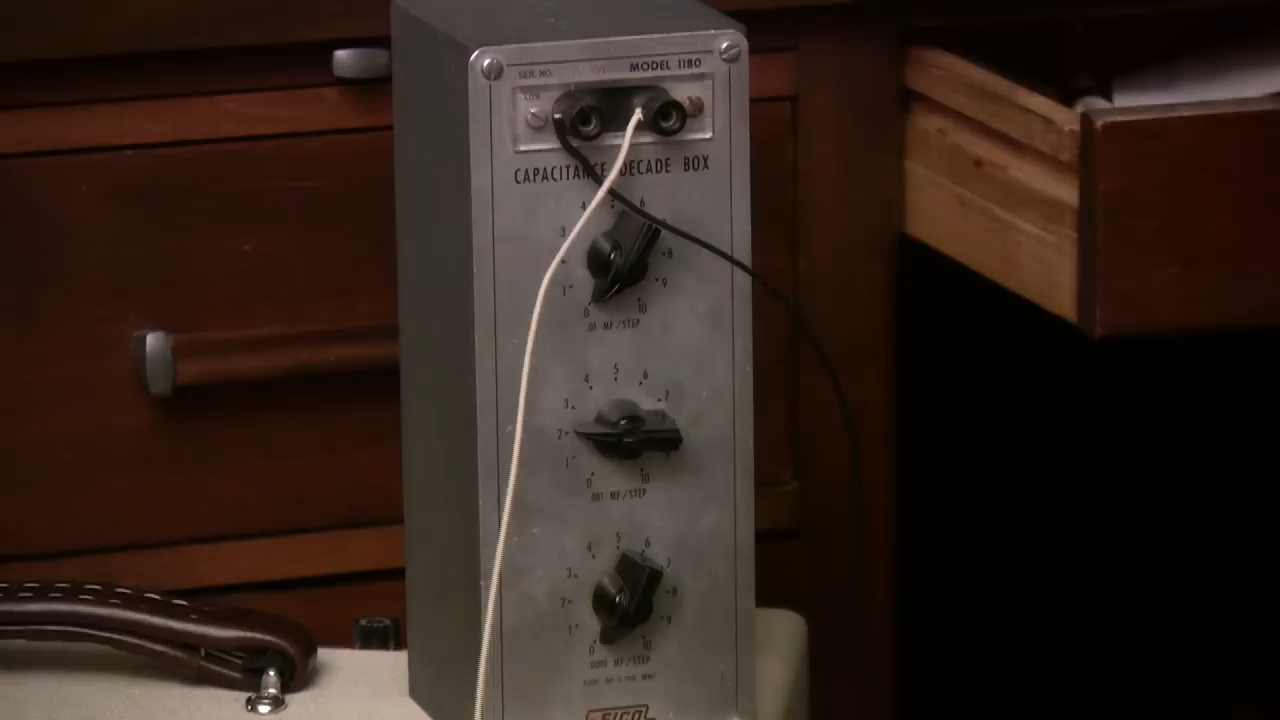 SER. NO. MODEL 1180
LOW
CAPACITANCE DECADE BOX
0 1 3 4 5 6 8 9 10
.01 MF/STEP
0 1 2 3 4 5 6 7 10
.001 MF/STEP
0 1 2 3 4 5 6 7 8 9 10
.0001 MF/STEP
EICO